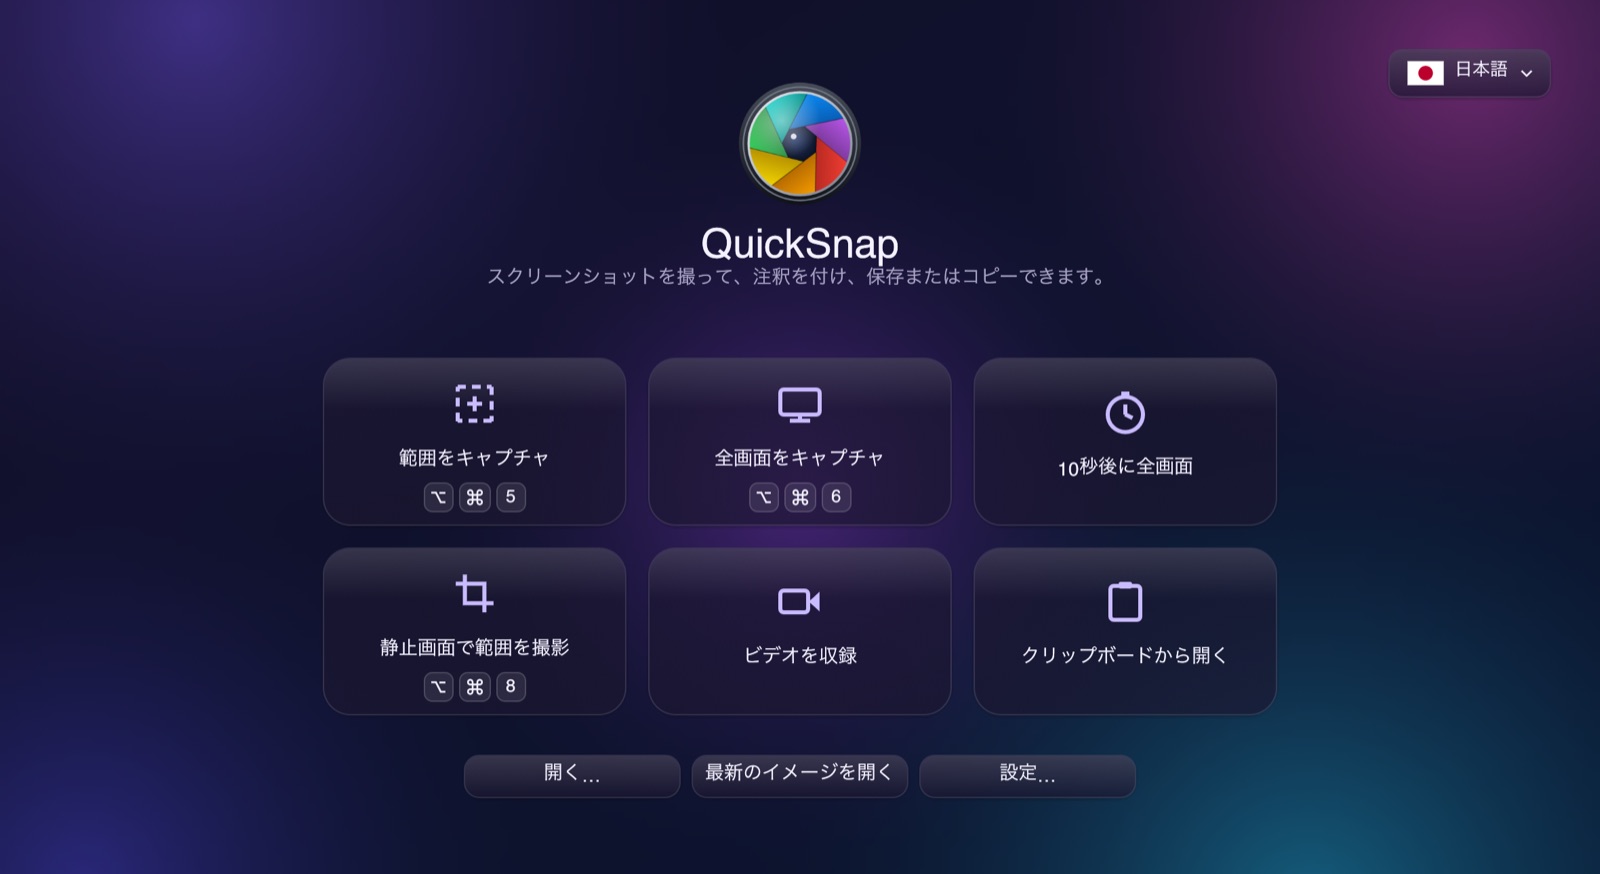 日本語
QuickSnap
スクリーンショットを撮って、注釈を付け、保存またはコピーできます。
範囲をキャプチャ
⌥ ⌘ 5
全画面をキャプチャ
⌥ ⌘ 6
10秒後に全画面
静止画面で範囲を撮影
⌥ ⌘ 8
ビデオを収録
クリップボードから開く
開く...
最新のイメージを開く
設定...